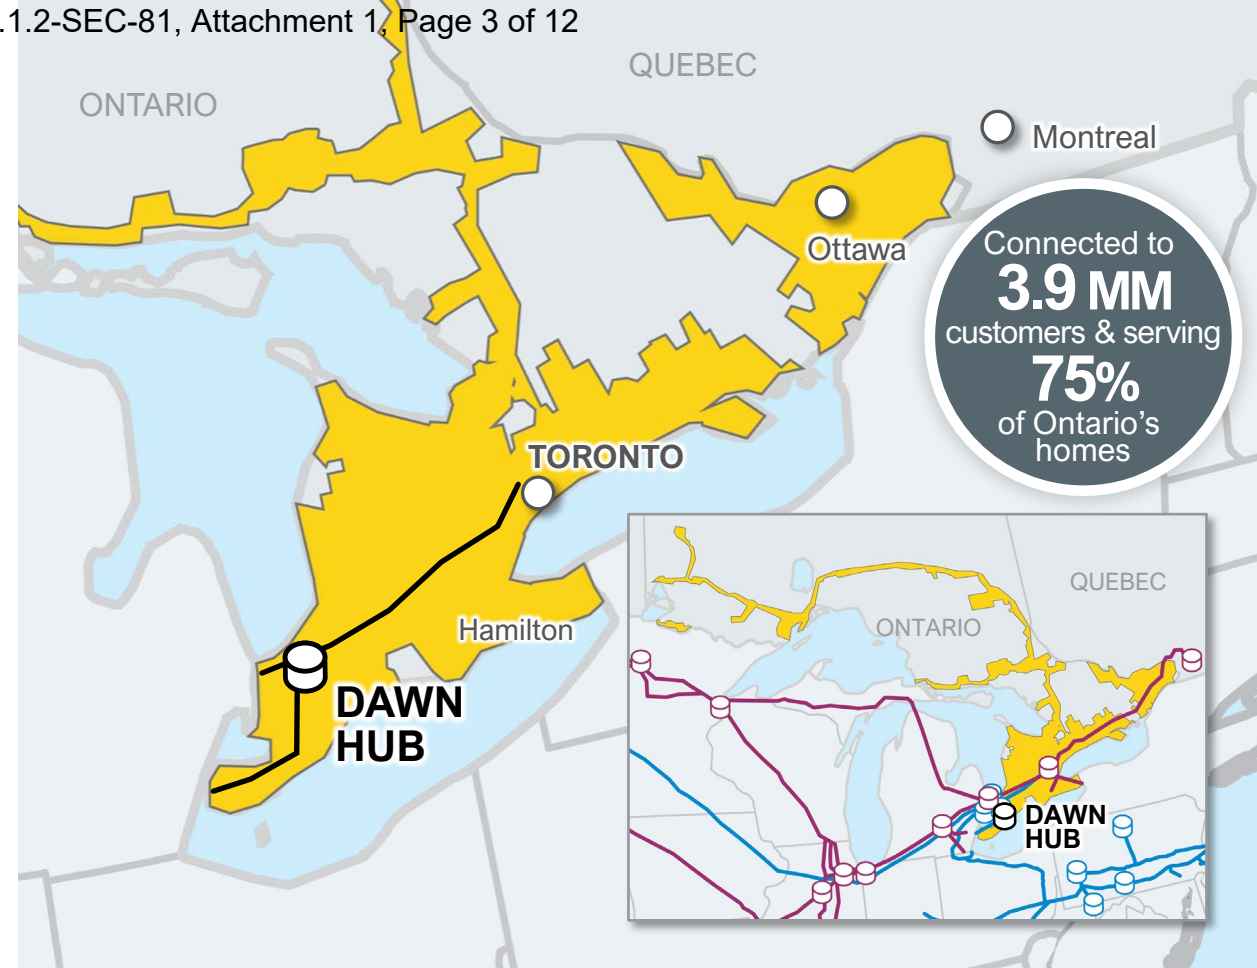 .1.2-SEC-81, Attachment 1, Page 3 of 12
QUEBEC
ONTARIO
Montreal
Ottawa
Connected to
3.9 MM
customers & serving
75%
of Ontario's
homes
TORONTO
Hamilton
DAWN
HUB
QUEBEC
ONTARIO
DAWN
HUB